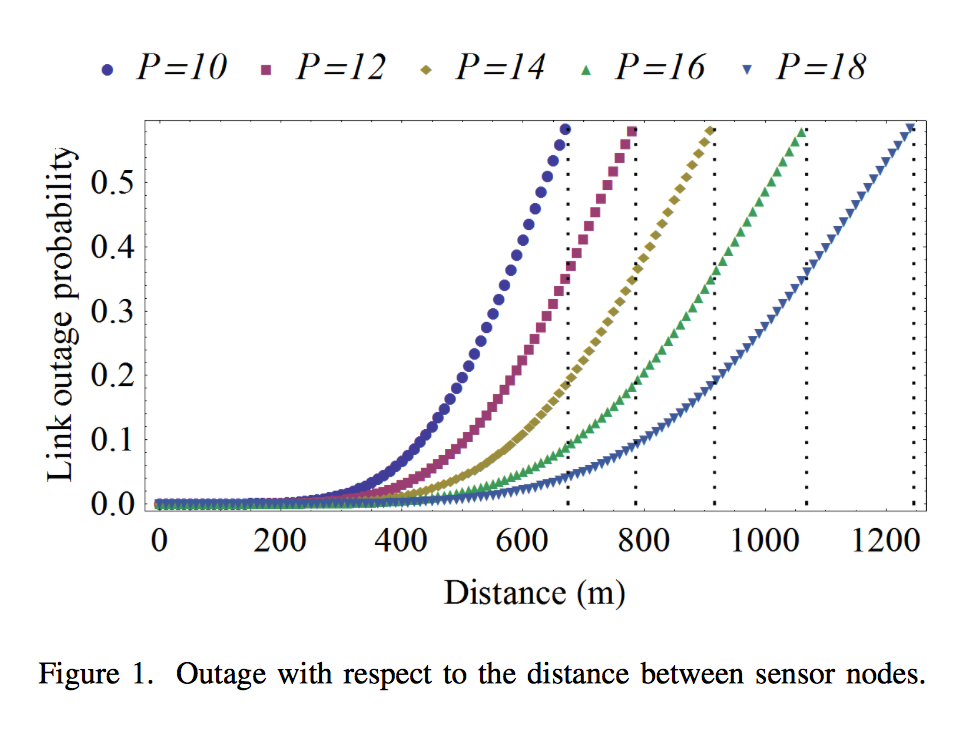 P=10 P=12 P=14 P=16 P=18
Link outage probability
0.5
0.4
0.3
0.2
0.1
0.0
0 200 400 600 800 1000 1200
Distance (m)
Figure 1. Outage with respect to the distance between sensor nodes.